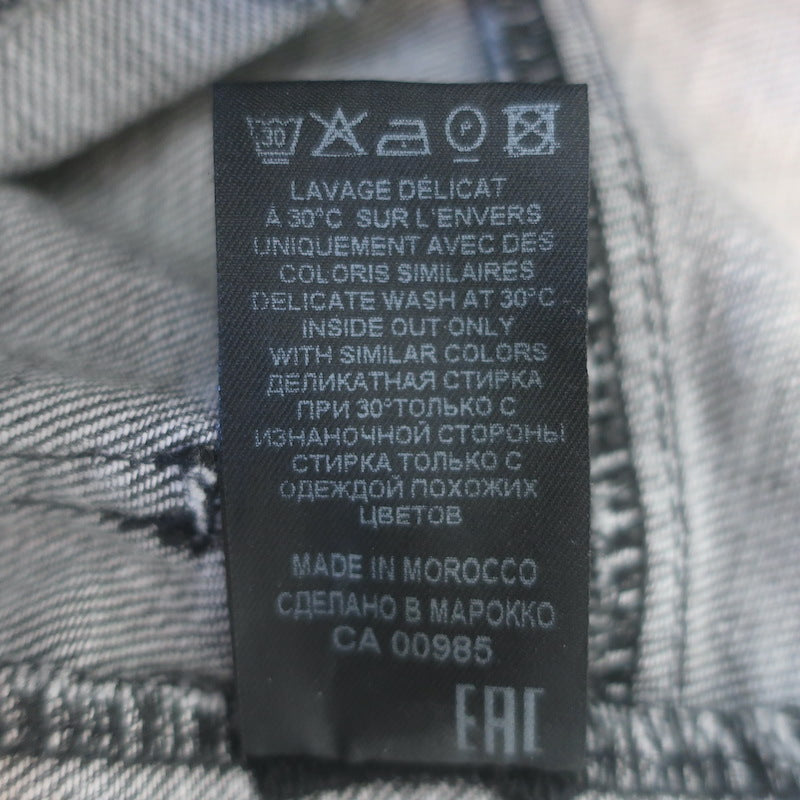 30 P
LAVAGE DÉLICAT
À 30°C SUR L'ENVERS
UNIQUEMENT AVEC DES
COLORIS SIMILAIRES
DELICATE WASH AT 30°C
INSIDE OUT ONLY
WITH SIMILAR COLORS
ДЕЛИКАТНАЯ СТИРКА
ПРИ 30°ТОЛЬКО С
ИЗНАНОЧНОЙ СТОРОНЫ
СТИРКА ТОЛЬКО С
ОДЕЖДОЙ ПОХОЖИХ
ЦВЕТОВ
MADE IN MOROCCO
СДЕЛАНО В МАРОККО
CA 00985
EAC